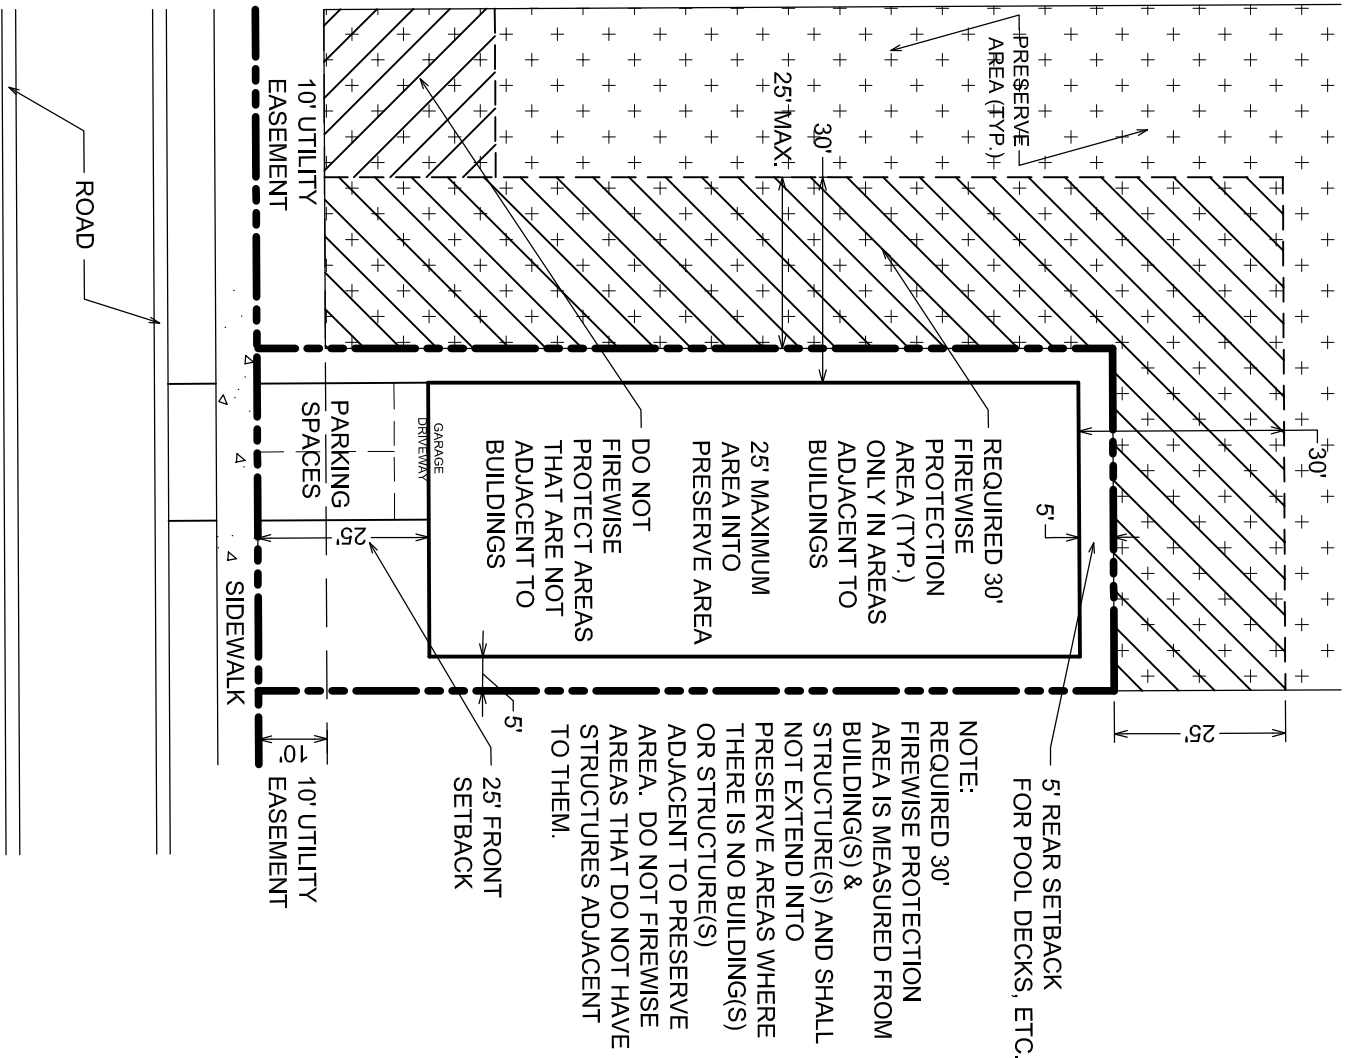 PRESERVE
AREA (TYP.)
25' MAX.
30'
10' UTILITY
EASEMENT
ROAD
30'
REQUIRED 30'
FIREWISE
PROTECTION
AREA (TYP.)
ONLY IN AREAS
ADJACENT TO
BUILDINGS
25' MAXIMUM
AREA INTO
PRESERVE AREA
DO NOT
FIREWISE
PROTECT AREAS
THAT ARE NOT
ADJACENT TO
BUILDINGS
5'
GARAGE
DRIVEWAY
PARKING
SPACES
25'
SIDEWALK
5'
10'
25'
5' REAR SETBACK
FOR POOL DECKS, ETC.
NOTE:
REQUIRED 30'
FIREWISE PROTECTION
AREA IS MEASURED FROM
BUILDING(S) &
STRUCTURE(S) AND SHALL
NOT EXTEND INTO
PRESERVE AREAS WHERE
THERE IS NO BUILDING(S)
OR STRUCTURE(S)
ADJACENT TO PRESERVE
AREA.  DO NOT FIREWISE
AREAS THAT DO NOT HAVE
STRUCTURES ADJACENT
TO THEM.
25' FRONT
SETBACK
10' UTILITY
EASEMENT